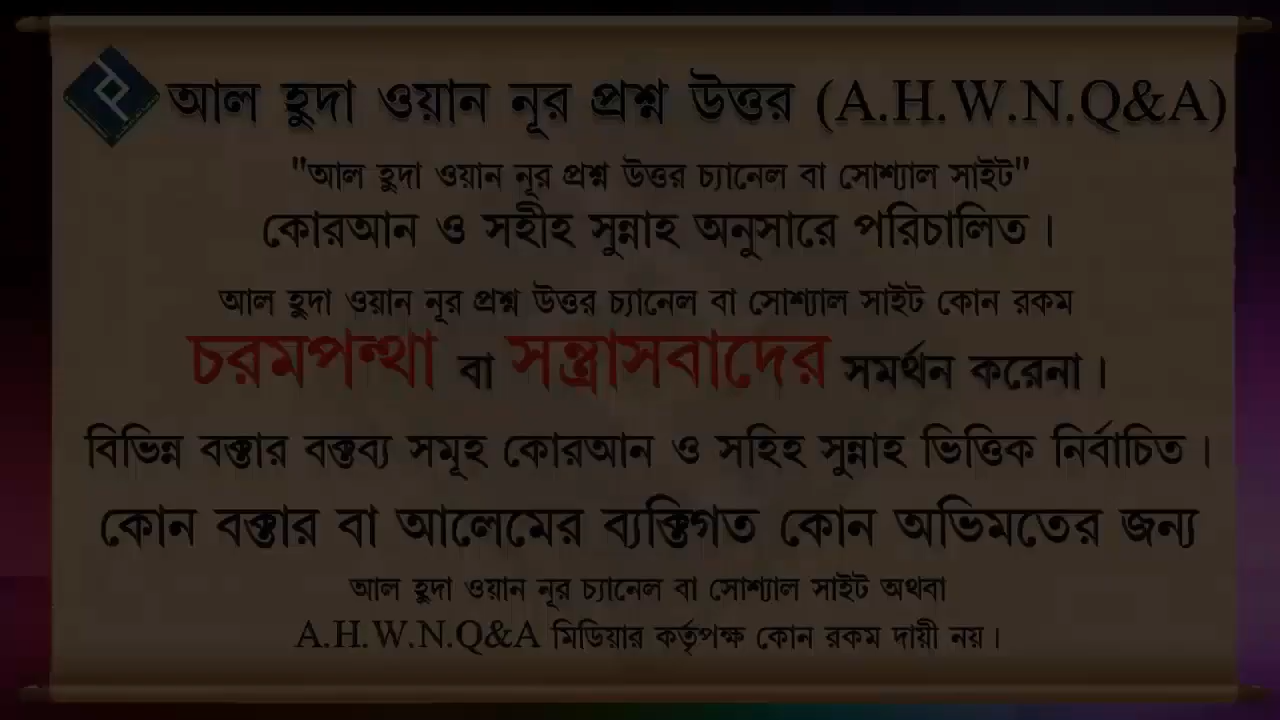 আল হুদা ওয়ান নূর প্রশ্ন উত্তর (A.H.W.N.Q&A)
"আল হুদা ওয়ান নূর প্রশ্ন উত্তর চ্যানেল বা সোশ্যাল সাইট"
কোরআন ও সহীহ সুন্নাহ অনুসারে পরিচালিত।
আল হুদা ওয়ান নূর প্রশ্ন উত্তর চ্যানেল বা সোশ্যাল সাইট কোন রকম
চরমপন্থা বা সন্ত্রাসবাদের সমর্থন করেনা।
বিভিন্ন বক্তার বক্তব্য সমূহ কোরআন ও সহিহ সুন্নাহ ভিত্তিক নির্বাচিত।
কোন বক্তার বা আলেমের ব্যক্তিগত কোন অভিমতের জন্য
আল হুদা ওয়ান নূর চ্যানেল বা সোশ্যাল সাইট অথবা
A.H.W.N.Q&A মিডিয়ার কর্তৃপক্ষ কোন রকম দায়ী নয়।